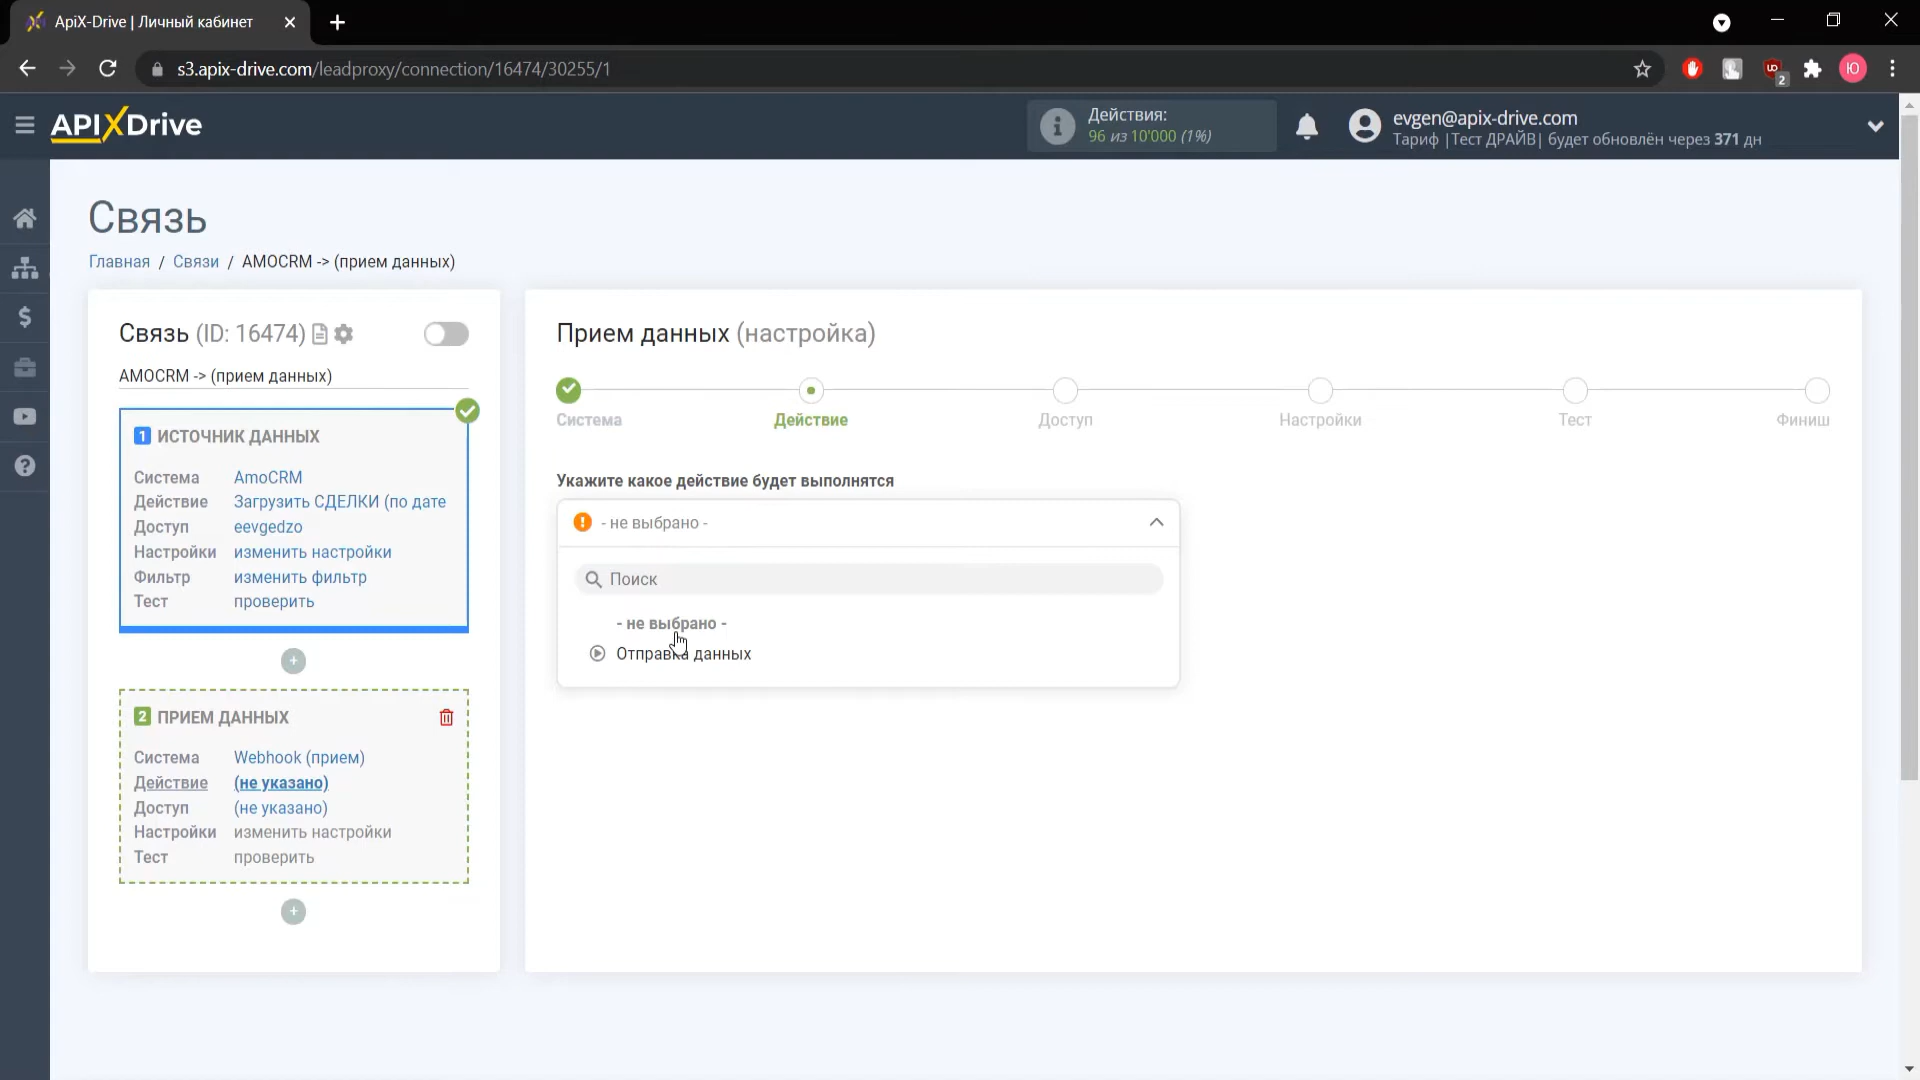 ApiX-Drive | Личный кабинет
s3.apix-drive.com/leadproxy/connection/16474/30255/1
2
Ю
APIXDrive
Действия:
96 из 10'000 (1%)
evgen@apix-drive.com
Тариф |Тест ДРАЙВ| будет обновлён через 371 дн
Связь
Главная / Связи / AMOCRM -> (прием данных)
Связь (ID: 16474)
AMOCRM -> (прием данных)
1 ИСТОЧНИК ДАННЫХ
Система AmoCRM
Действие Загрузить СДЕЛКИ (по дате
Доступ eevgedzo
Настройки изменить настройки
Фильтр изменить фильтр
Тест проверить
2 ПРИЕМ ДАННЫХ
Система Webhook (прием)
Действие (не указано)
Доступ (не указано)
Настройки изменить настройки
Тест проверить
Прием данных (настройка)
Система
Действие
Доступ
Настройки
Тест
Финиш
Укажите какое действие будет выполнятся
- не выбрано -
Поиск
- не выбрано -
Отправка данных